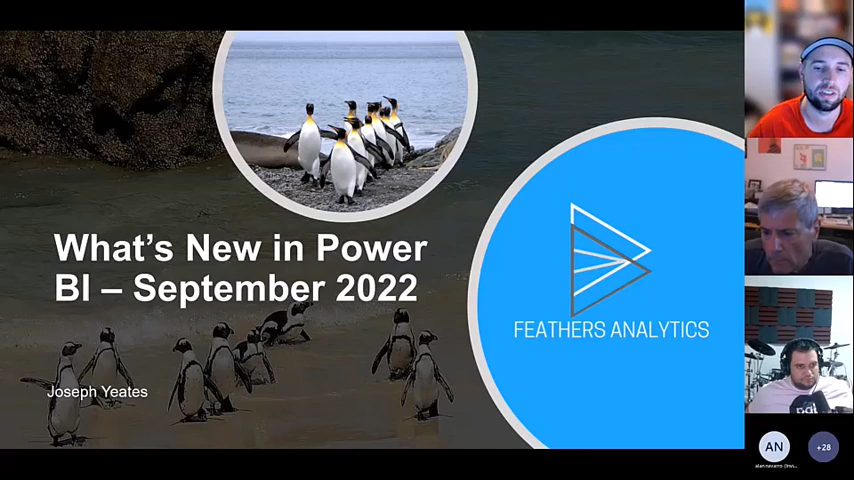 What's New in Power
BI – September 2022
Joseph Yeates
FEATHERS ANALYTICS
AN
+28